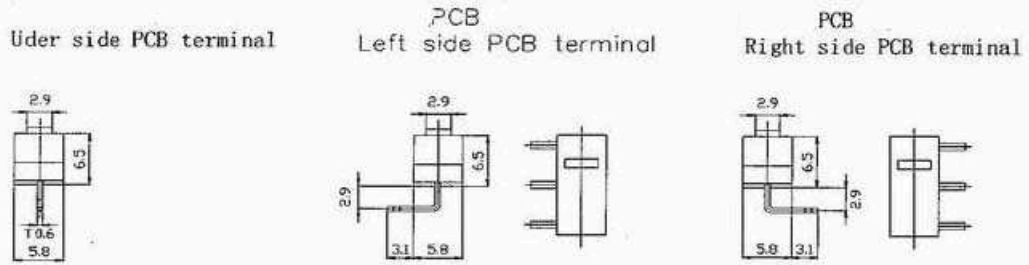 Uder side PCB terminal
2.9
6.5
T0.6
5.8
PCB
Left side PCB terminal
2.9
6.5
2.9
3.1 5.8
PCB
Right side PCB terminal
2.9
6.5
2.9
5.8 3.1